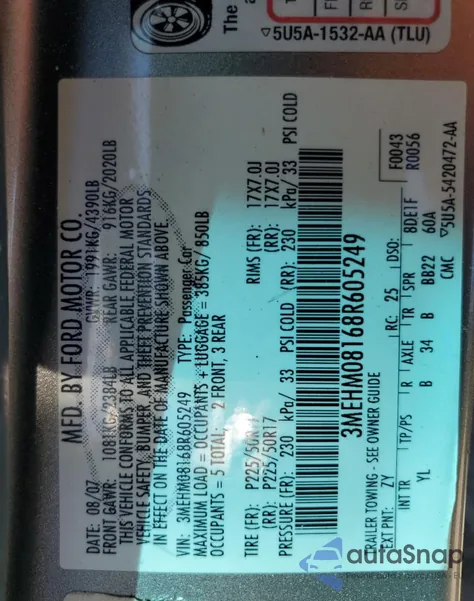 The
5U5A-1532-AA (TLU)
MFD. BY FORD MOTOR CO.
DATE: 08/07 GVWR: 1991KG/4390LB
FRONT GAWR: 1081KG/2384LB REAR GAWR: 916KG/2020LB
THIS VEHICLE CONFORMS TO ALL APPLICABLE FEDERAL MOTOR
VEHICLE SAFETY, BUMPER, AND THEFT PREVENTION STANDARDS
IN EFFECT ON THE DATE OF MANUFACTURE SHOWN ABOVE.
VIN: 3MEHM08168R605249 TYPE: Passenger Car
MAXIMUM LOAD = OCCUPANTS + LUGGAGE = 385KG/ 850LB
OCCUPANTS = 5 TOTAL: 2 FRONT, 3 REAR
TIRE (FR): P225/50R17 RIMS (FR): 17X7.0J
(RR): P225/50R17 (RR): 17X7.0J
PRESSURE (FR): 230 kPa/ 33 PSI COLD (RR): 230 kPa/ 33 PSI COLD
3MEHM08168R605249
TRAILER TOWING - SEE OWNER GUIDE F0043
EXT PNT: ZY RC: 25 DSO: R0056
INT TR TP/PS R AXLE TR SPR 8DE1F
YL B 34 B BB22 60A
CMC 5U5A-5420472-AA
autoSnap